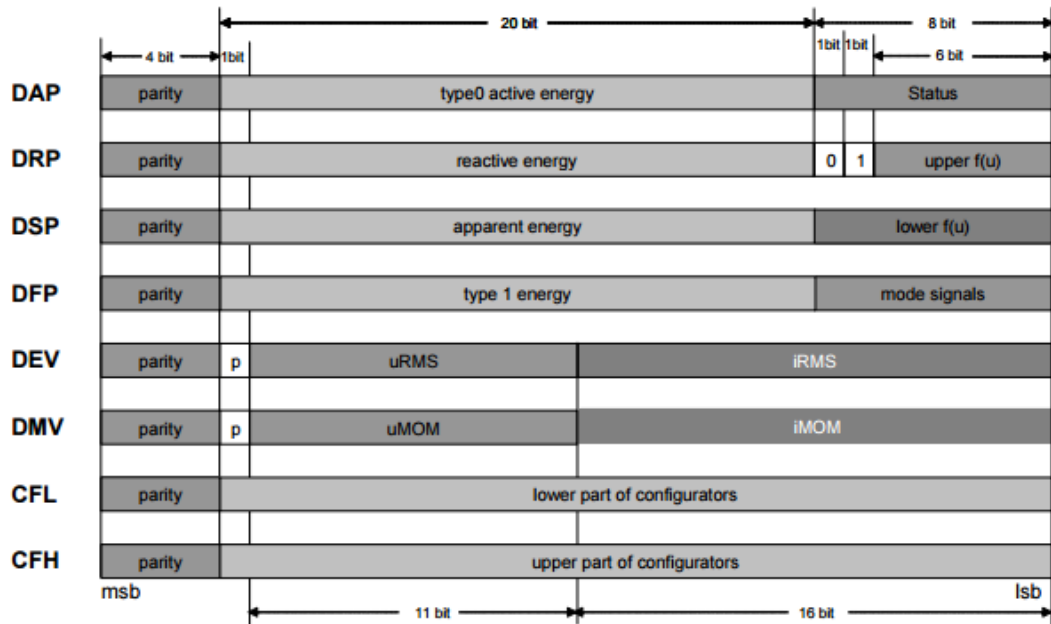 20 bit 8 bit
4 bit 1bit 1bit 1bit 6 bit
DAP parity type0 active energy Status
DRP parity reactive energy 0 1 upper f(u)
DSP parity apparent energy lower f(u)
DFP parity type 1 energy mode signals
DEV parity p uRMS iRMS
DMV parity p uMOM iMOM
CFL parity lower part of configurators
CFH parity upper part of configurators
msb lsb
11 bit 16 bit